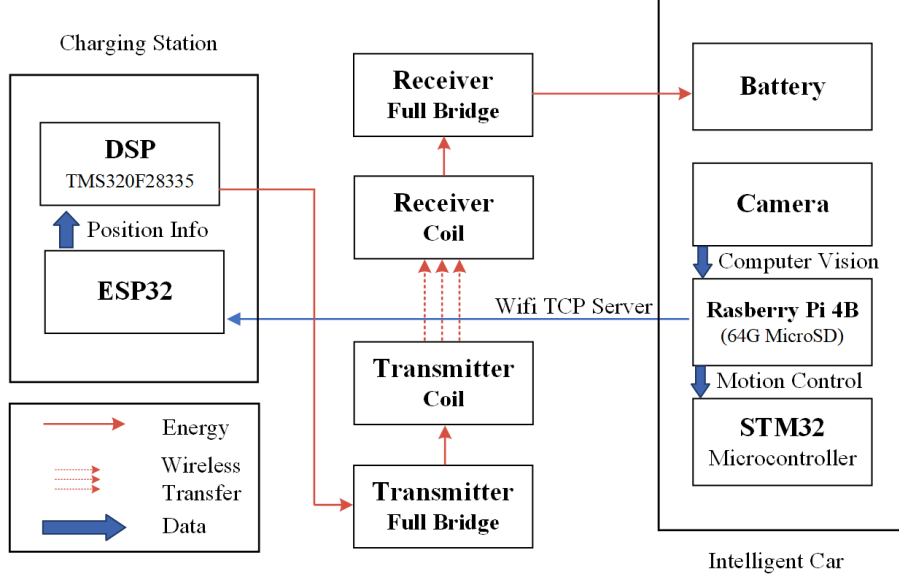 Charging Station
DSP
TMS320F28335
Position Info
ESP32
Energy
Wireless
Transfer
Data
Receiver
Full Bridge
Receiver
Coil
Wifi TCP Server
Transmitter
Coil
Transmitter
Full Bridge
Battery
Camera
Computer Vision
Rasberry Pi 4B
(64G MicroSD)
Motion Control
STM32
Microcontroller
Intelligent Car